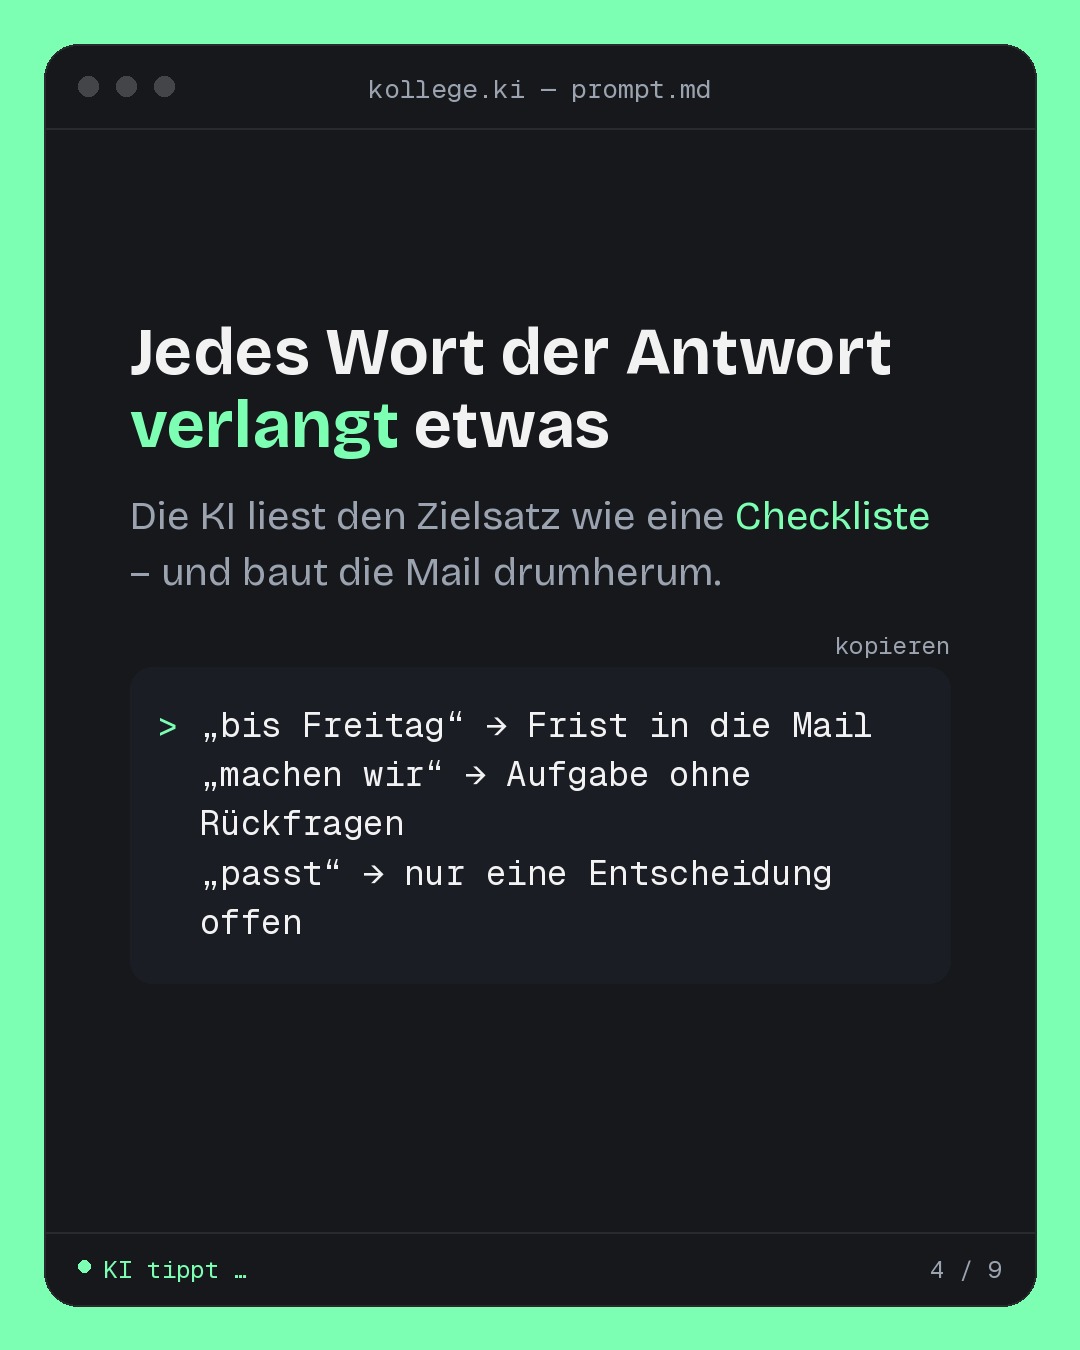 kollege.ki — prompt.md
Jedes Wort der Antwort
verlangt etwas
Die KI liest den Zielsatz wie eine Checkliste
– und baut die Mail drumherum.
kopieren
> „bis Freitag“ → Frist in die Mail
„machen wir“ → Aufgabe ohne
Rückfragen
„passt“ → nur eine Entscheidung
offen
KI tippt …
4 / 9